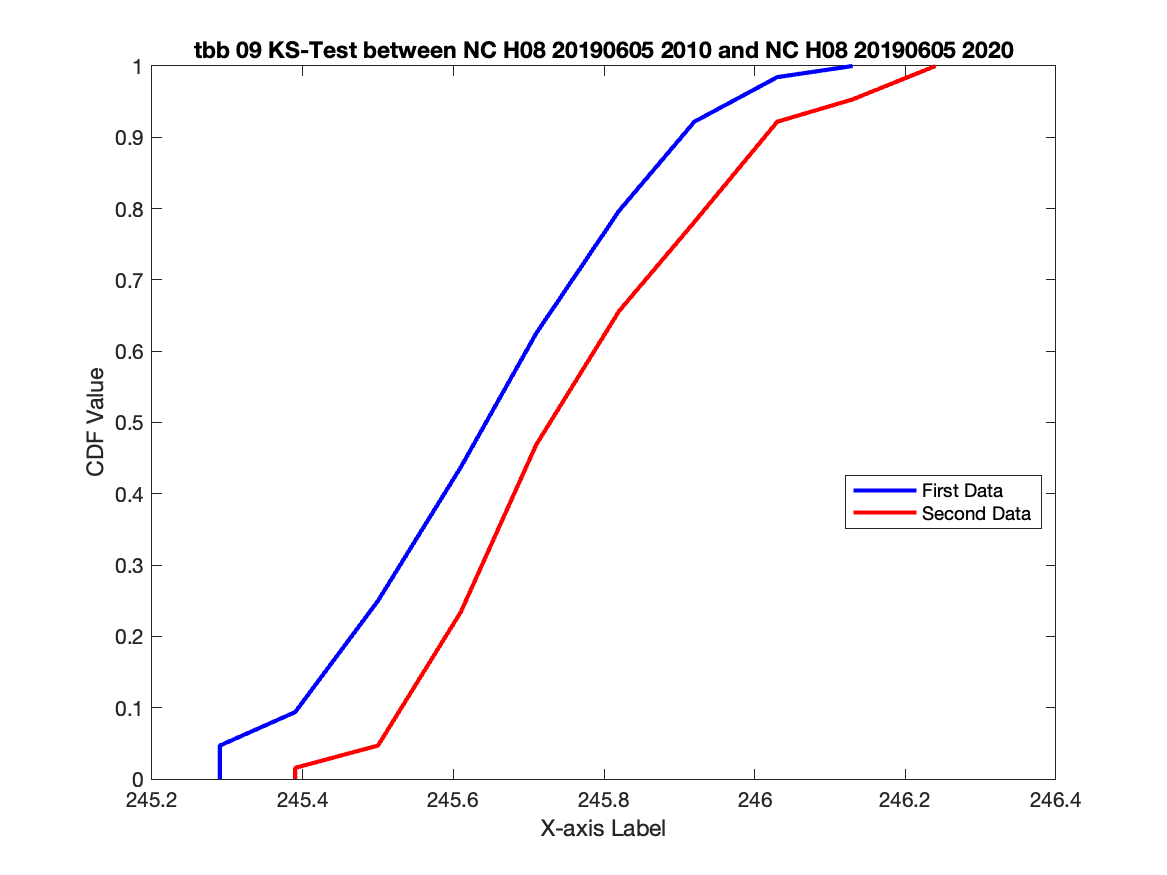 tbb 09 KS-Test between NC H08 20190605 2010 and NC H08 20190605 2020
1
0.9
0.8
0.7
0.6
0.5
0.4
0.3
0.2
0.1
0
CDF Value
First Data
Second Data
245.2 245.4 245.6 245.8 246 246.2 246.4
X-axis Label